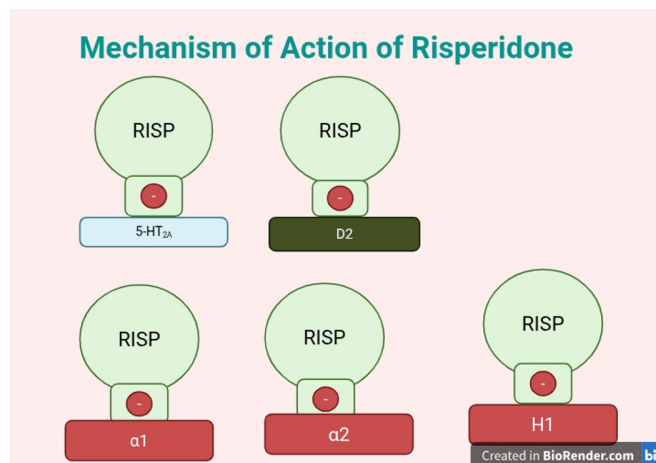 Mechanism of Action of Risperidone
RISP
RISP
-
-
5-HT2A
D2
RISP
RISP
RISP
-
-
-
α1
α2
H1
Created in BioRender.com bi